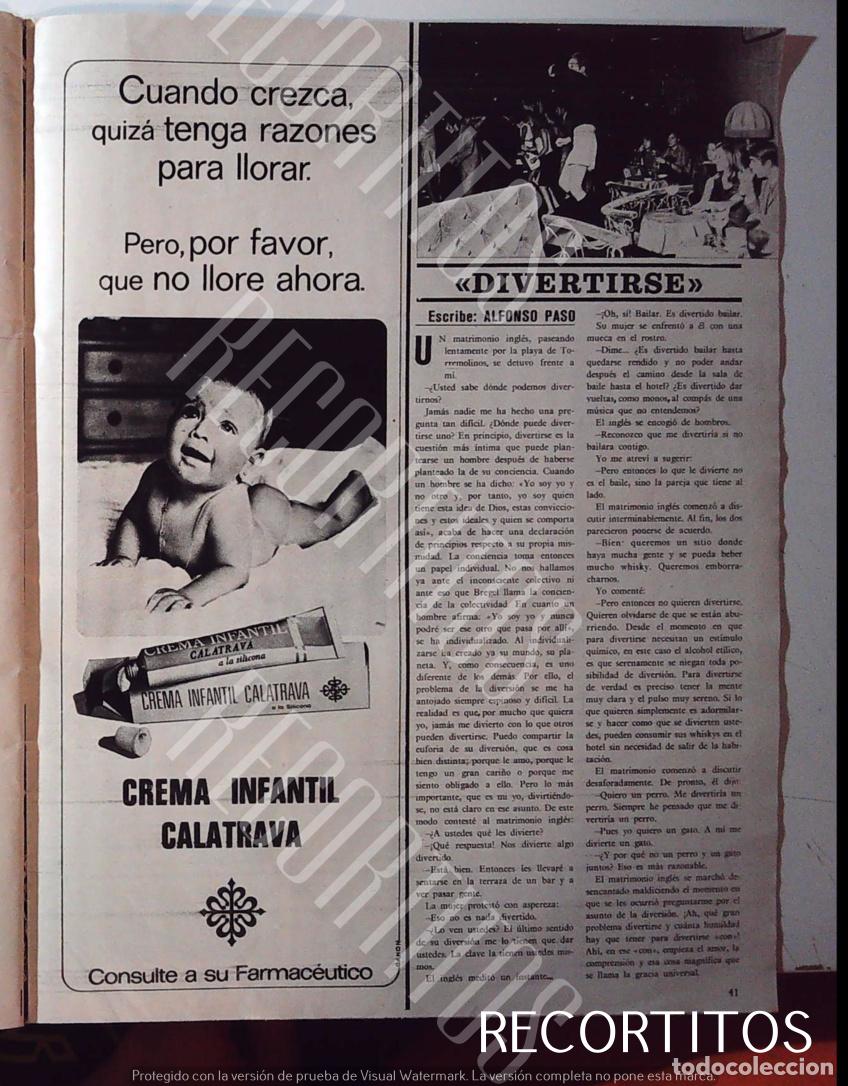 Cuando crezca,
quizá tenga razones
para llorar.
Pero, por favor,
que no llore ahora.
CREMA INFANTIL
CALATRAVA
a la silicona
CREMA INFANTIL CALATRAVA
a la Silicona
CREMA INFANTIL
CALATRAVA
Consulte a su Farmacéutico
«DIVERTIRSE»
Escribe: ALFONSO PASO
UN matrimonio inglés, paseando
lentamente por la playa de To-
rremolinos, se detuvo frente a
mí.
–¿Usted sabe dónde podemos diver-
tirnos?
Jamás nadie me ha hecho una pre-
gunta tan difícil. ¿Dónde puede diver-
tirse uno? En principio, divertirse es la
cuestión más íntima que puede plan-
tearse un hombre después de haberse
planteado la de su conciencia. Cuando
un hombre se ha dicho: «Yo soy yo y
no otro y, por tanto, yo soy quien
tiene esta idea de Dios, estas conviccio-
nes y estos ideales y quien se comporta
así», acaba de hacer una declaración
de principios respecto a su propia mis-
midad. La conciencia toma entonces
un papel individual. No nos hallamos
ya ante el inconsciente colectivo ni
ante eso que Bregel llama la concien-
cia de la colectividad. En cuanto un
hombre afirma: «Yo soy yo y nunca
podré ser ese otro que pasa por allí»,
se ha individualizado. Al individuali-
zarse ha creado ya su mundo, su pla-
neta. Y, como consecuencia, es uno
diferente de los demás. Por ello, el
problema de la diversión se me ha
antojado siempre espinoso y difícil. La
realidad es que, por mucho que quiera
yo, jamás me divierto con lo que otros
pueden divertirse. Puedo compartir la
euforia de su diversión, que es cosa
bien distinta; porque le amo, porque le
tengo un gran cariño o porque me
siento obligado a ello. Pero lo más
importante, que es mi yo, divirtiéndo-
se, no está claro en ese asunto. De este
modo contesté al matrimonio inglés:
–¿A ustedes qué les divierte?
–¡Qué respuesta! Nos divierte algo
divertido.
–Está bien. Entonces les llevaré a
sentarse en la terraza de un bar y a
ver pasar gente.
La mujer protestó con aspereza:
–Eso no es nada divertido.
–¿Lo ven ustedes? El último sentido
de su diversión me lo tienen que dar
ustedes. La clave la tienen ustedes mis-
mos.
El inglés meditó un instante...
–¡Oh, sí! Bailar. Es divertido bailar.
Su mujer se enfrentó a él con una
mueca en el rostro.
–Dime... ¿Es divertido bailar hasta
quedarse rendido y no poder andar
después el camino desde la sala de
baile hasta el hotel? ¿Es divertido dar
vueltas, como monos, al compás de una
música que no entendemos?
El inglés se encogió de hombros.
–Reconozco que me divertiría si no
bailara contigo.
Yo me atreví a sugerir:
–Pero entonces lo que le divierte no
es el baile, sino la pareja que tiene al
lado.
El matrimonio inglés comenzó a dis-
cutir interminablemente. Al fin, los dos
parecieron ponerse de acuerdo.
–Bien: queremos un sitio donde
haya mucha gente y se pueda beber
mucho whisky. Queremos emborra-
charnos.
Yo comenté:
–Pero entonces no quieren divertirse.
Quieren olvidarse de que se están abu-
rriendo. Desde el momento en que
para divertirse necesitan un estímulo
químico, en este caso el alcohol etílico,
es que serenamente se niegan toda po-
sibilidad de diversión. Para divertirse
de verdad es preciso tener la mente
muy clara y el pulso muy sereno. Si lo
que quieren simplemente es adormilar-
se y hacer como que se divierten uste-
des, pueden consumir sus whiskys en el
hotel sin necesidad de salir de la habi-
tación.
El matrimonio comenzó a discutir
desaforadamente. De pronto, él dijo:
–Quiero un perro. Me divertiría un
perro. Siempre he pensado que me di-
vertiría un perro.
–Pues yo quiero un gato. A mí me
divierte un gato.
–¿Y por qué no un perro y un gato
juntos? Eso es más razonable.
El matrimonio inglés se marchó de-
sencantado maldiciendo el momento en
que se les ocurrió preguntarme por el
asunto de la diversión. ¡Ah, qué gran
problema divertirse y cuánta humildad
hay que tener para divertirse «con»!
Ahí, en ese «con», empieza el amor, la
comprensión y esa cosa magnífica que
se llama la gracia universal.
41
RECORTITOS
RECORTITOS
RECORTITOS
RECORTITOS
todocoleccion
Protegido con la versión de prueba de Visual Watermark. La versión completa no pone esta marca.